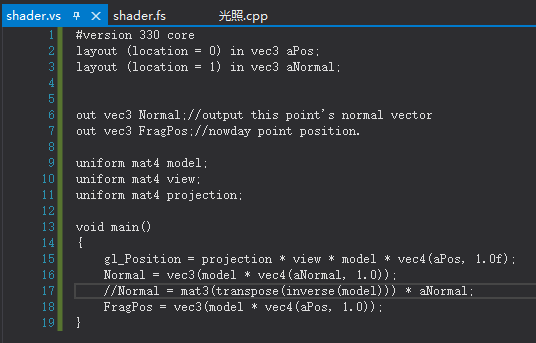 shader.vs shader.fs 光照.cpp
1 #version 330 core
2 layout (location = 0) in vec3 aPos;
3 layout (location = 1) in vec3 aNormal;
4
5
6 out vec3 Normal;//output this point's normal vector
7 out vec3 FragPos;//nowday point position.
8
9 uniform mat4 model;
10 uniform mat4 view;
11 uniform mat4 projection;
12
13 void main()
14 {
15 gl_Position = projection * view * model * vec4(aPos, 1.0f);
16 Normal = vec3(model * vec4(aNormal, 1.0));
17 //Normal = mat3(transpose(inverse(model))) * aNormal;
18 FragPos = vec3(model * vec4(aPos, 1.0));
19 }